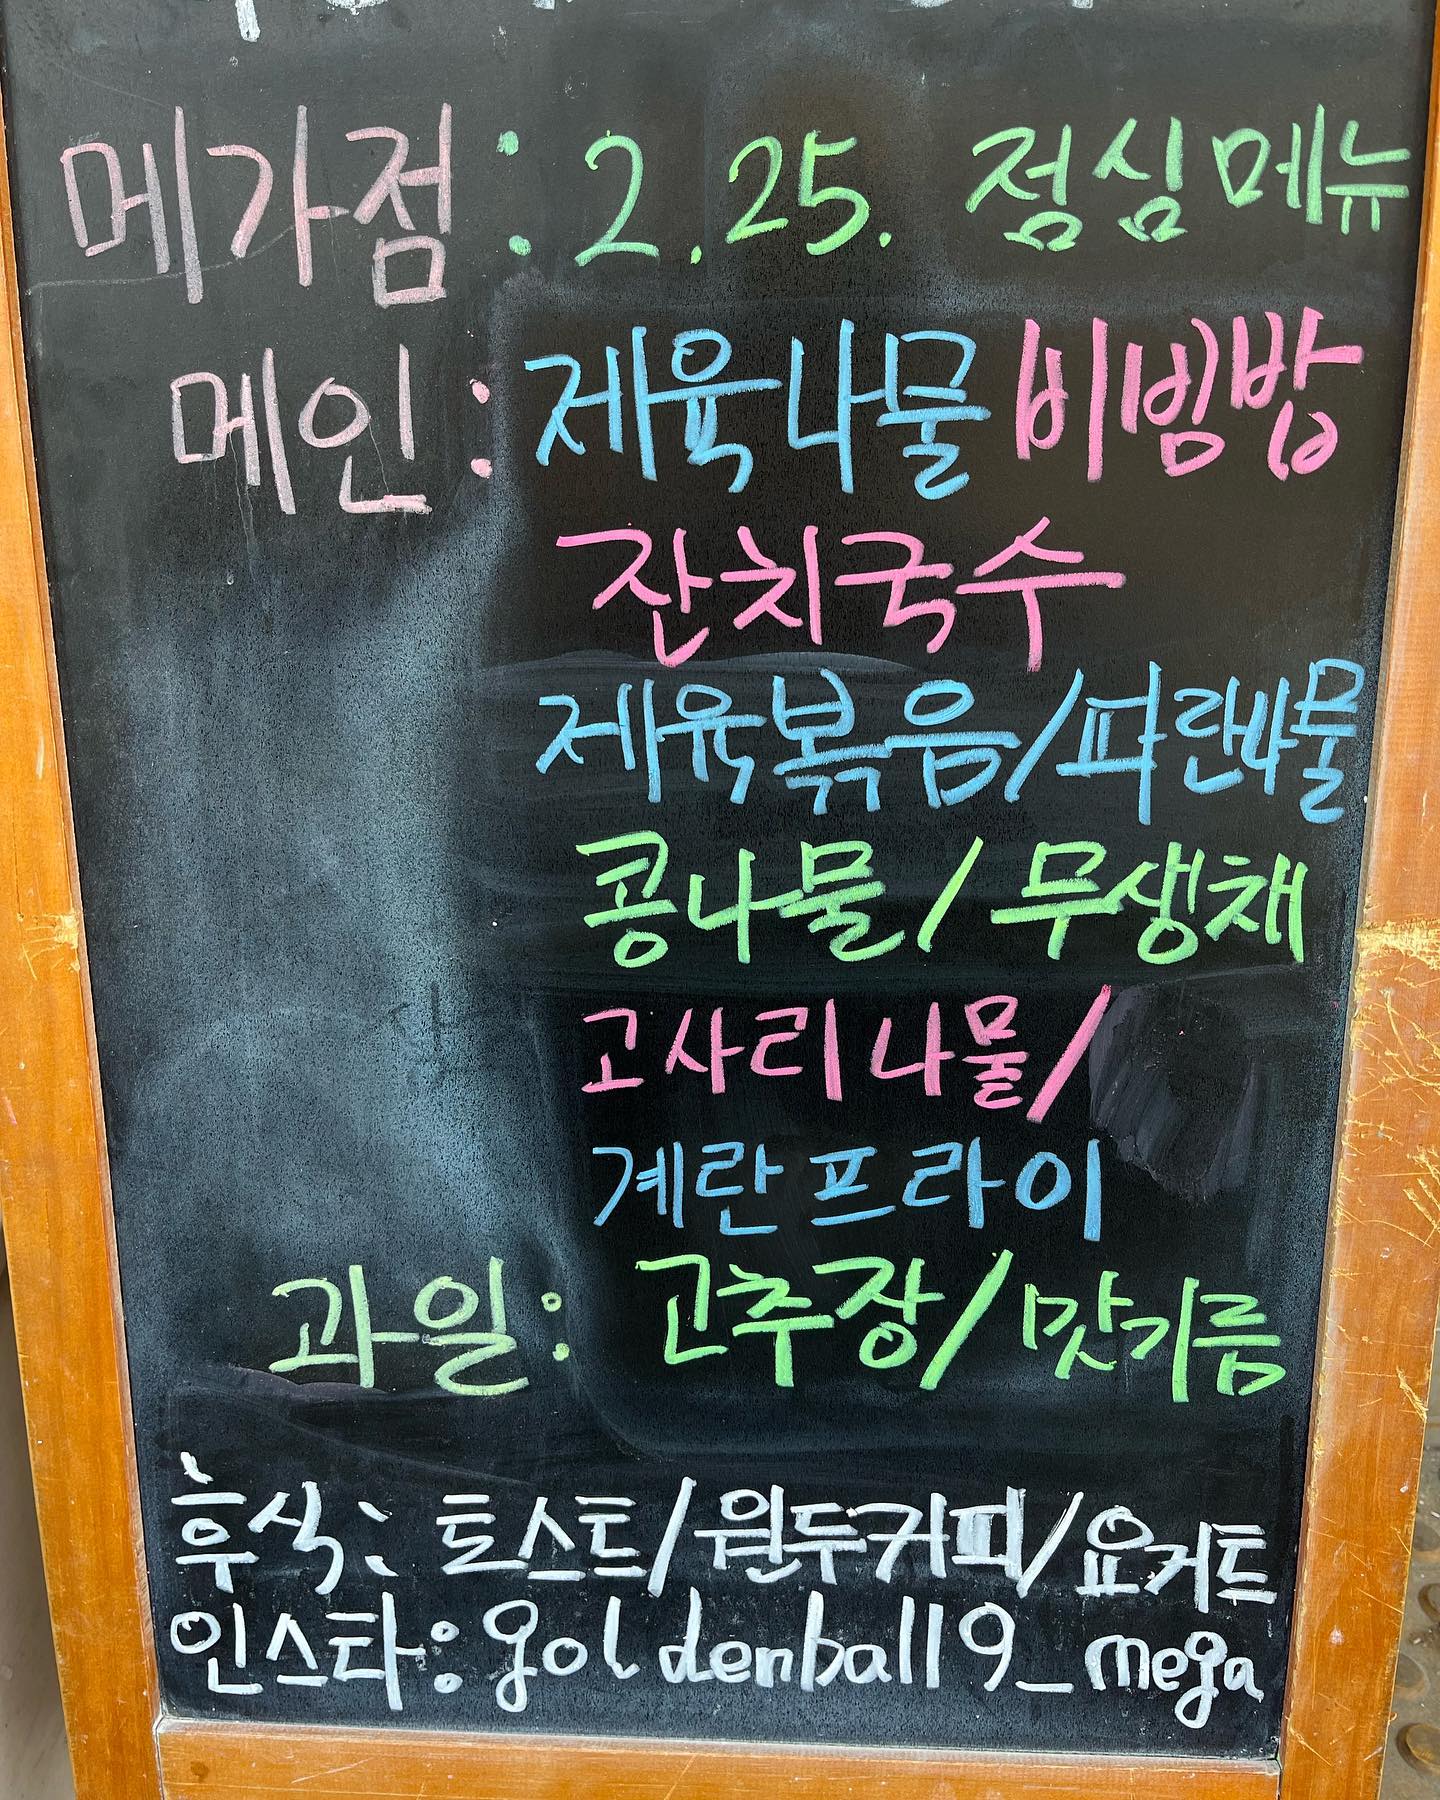 메가점 : 2.25. 점심메뉴
메인 : 제육나물 비빔밥
잔치국수
제육볶음/파란나물
콩나물/무생채
고사리나물/
계란프라이
과일 : 고추장/맛기름
후식: 토스트/원두커피/요거트
인스타:goldenball19_mega